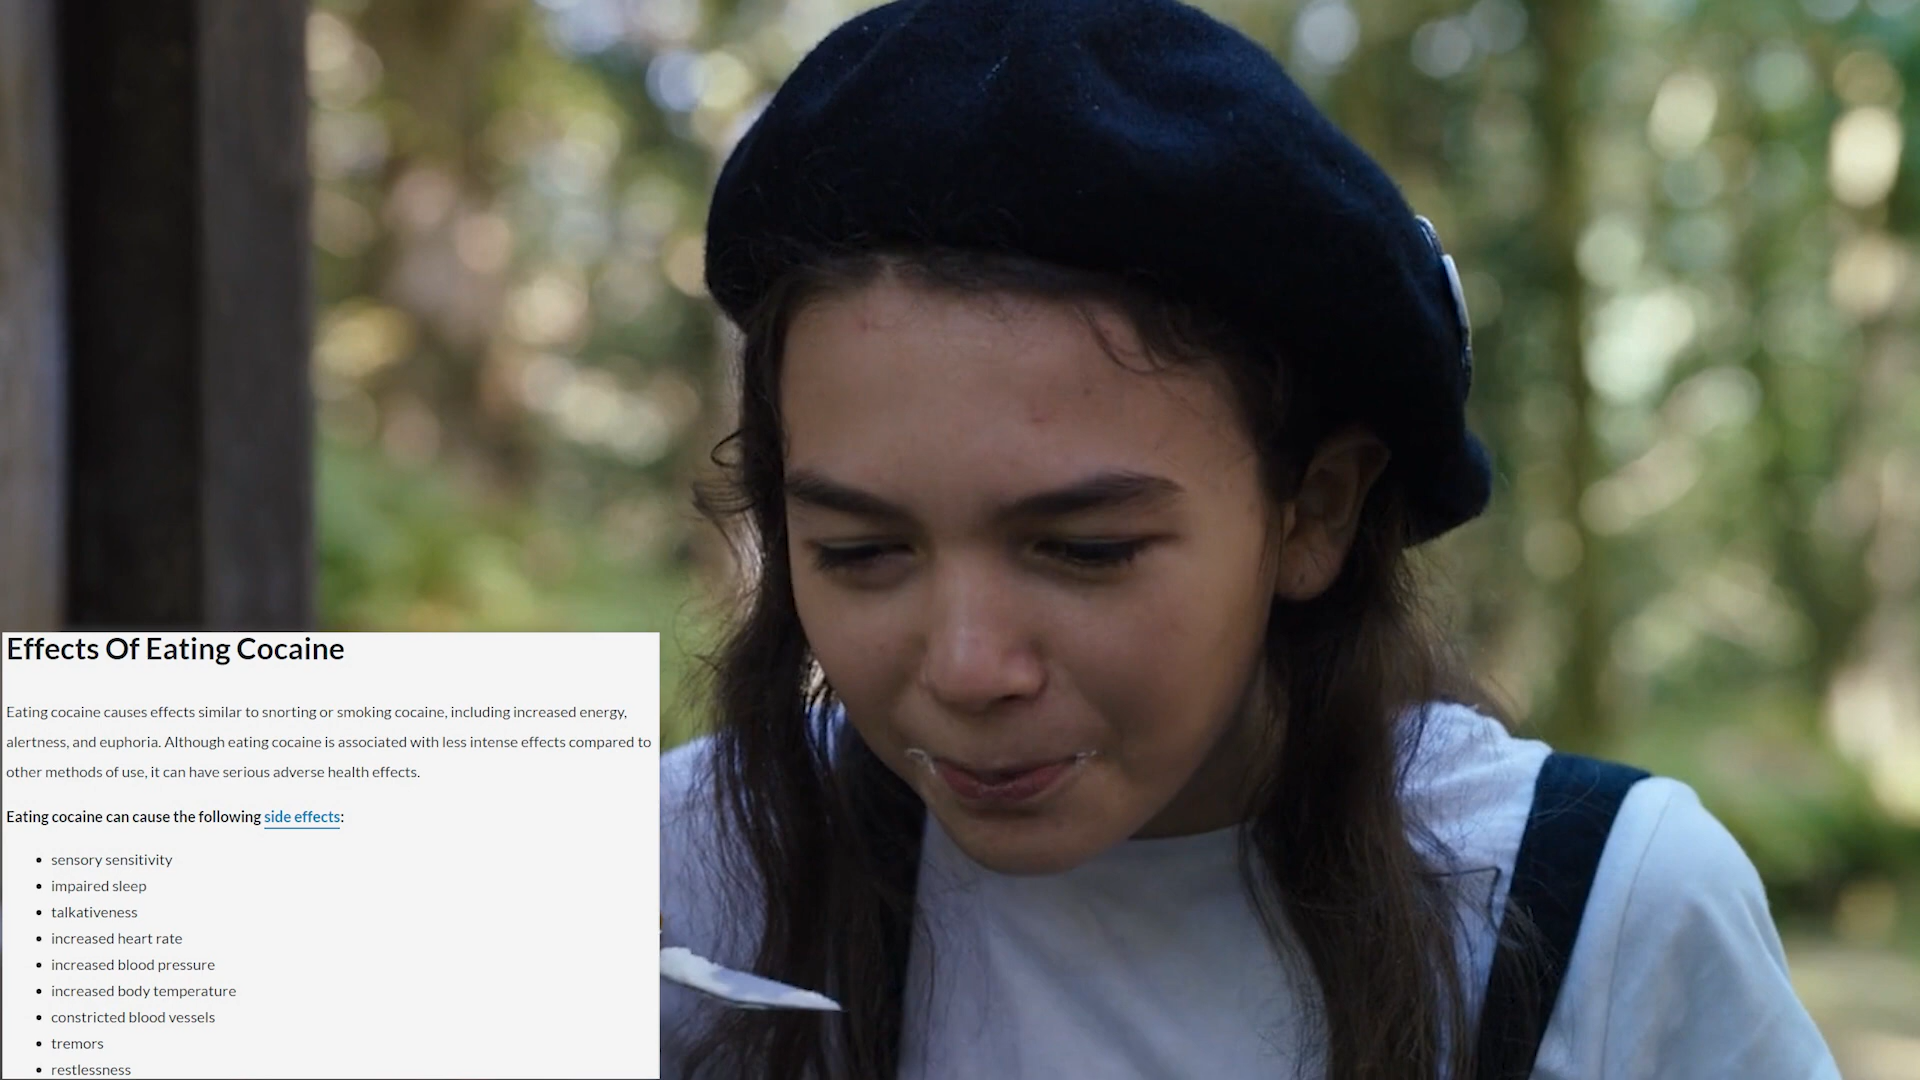 Effects Of Eating Cocaine
Eating cocaine causes effects similar to snorting or smoking cocaine, including increased energy,
alertness, and euphoria. Although eating cocaine is associated with less intense effects compared to
other methods of use, it can have serious adverse health effects.
Eating cocaine can cause the following side effects:
• sensory sensitivity
• impaired sleep
• talkativeness
• increased heart rate
• increased blood pressure
• increased body temperature
• constricted blood vessels
• tremors
• restlessness